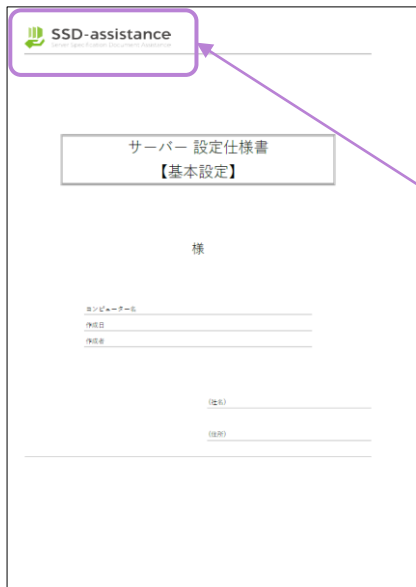 SSD-assistance
Server Specification Document Assistance
サーバー 設定仕様書
【基本設定】
様
コンピューター名
作成日
作成者
(社名)
(住所)